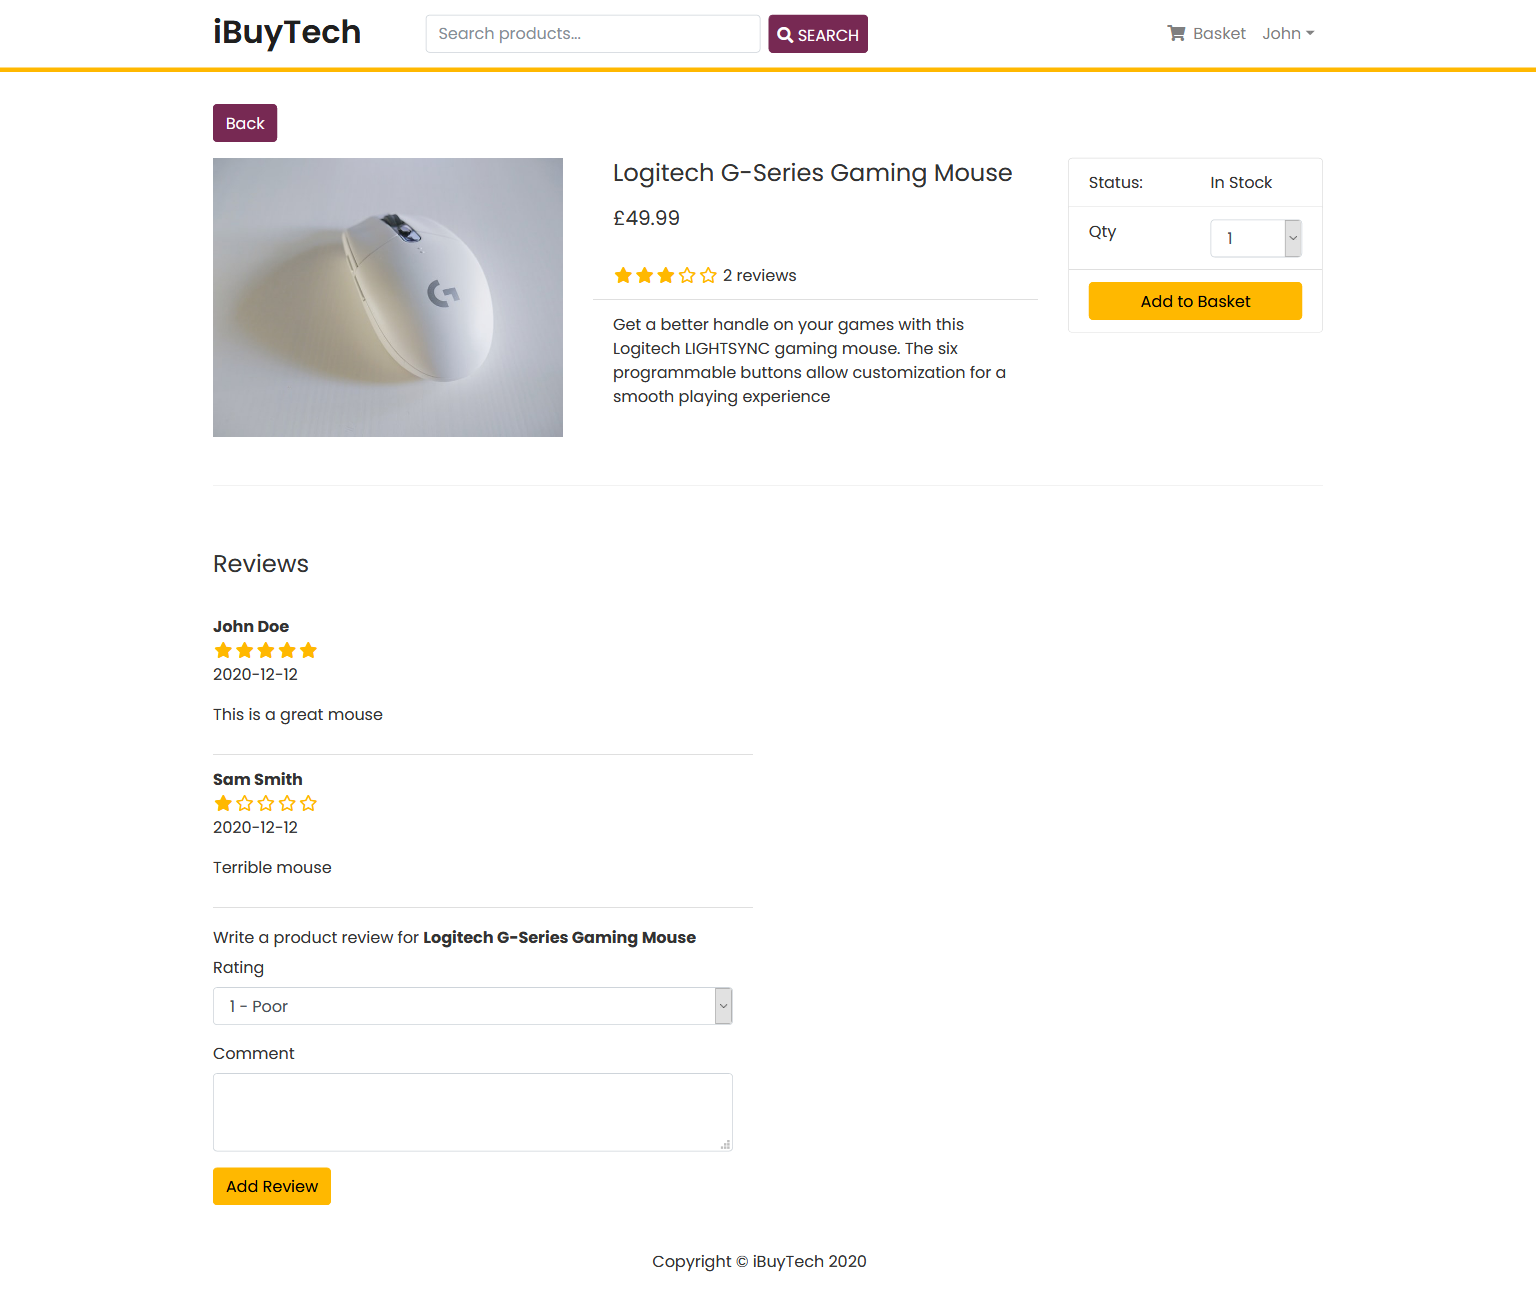 iBuyTech
Search products...
SEARCH
Basket
John
Back
Logitech G-Series Gaming Mouse
£49.99
2 reviews
Get a better handle on your games with this
Logitech LIGHTSYNC gaming mouse. The six
programmable buttons allow customization for a
smooth playing experience
Status: In Stock
Qty 1
Add to Basket
Reviews
John Doe
2020-12-12
This is a great mouse
Sam Smith
2020-12-12
Terrible mouse
Write a product review for Logitech G-Series Gaming Mouse
Rating
1 - Poor
Comment
Add Review
Copyright © iBuyTech 2020